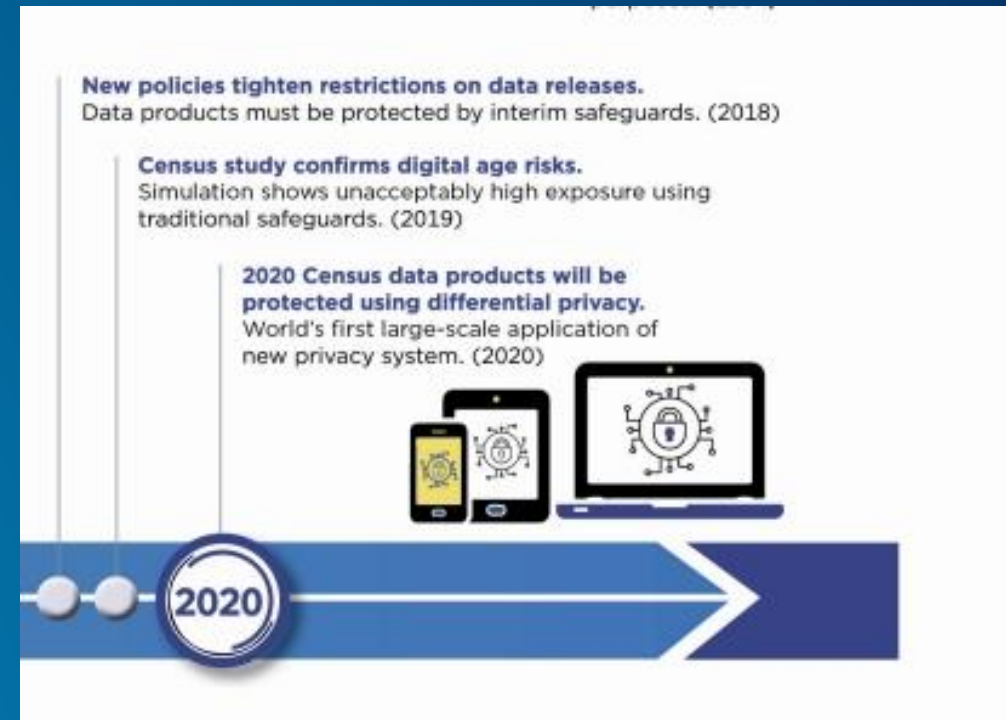 New policies tighten restrictions on data releases.
Data products must be protected by interim safeguards. (2018)
Census study confirms digital age risks.
Simulation shows unacceptably high exposure using
traditional safeguards. (2019)
2020 Census data products will be
protected using differential privacy.
World's first large-scale application of
new privacy system. (2020)
2020